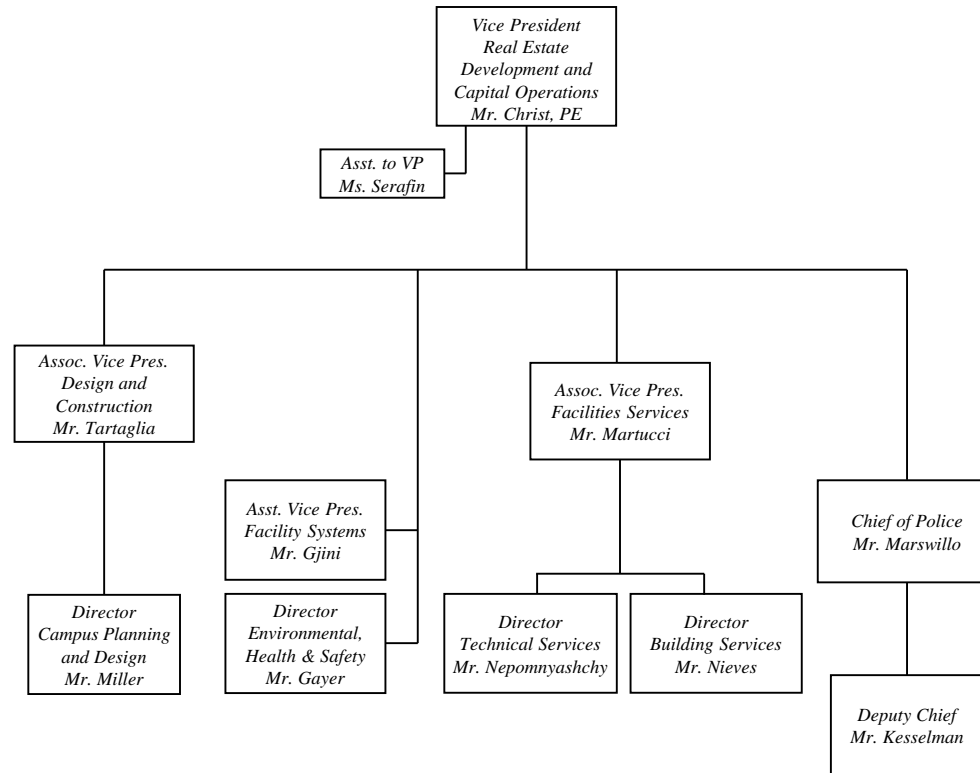 Vice President
Real Estate
Development and
Capital Operations
Mr. Christ, PE
Asst. to VP
Ms. Serafin
Assoc. Vice Pres.
Design and
Construction
Mr. Tartaglia
Assoc. Vice Pres.
Facilities Services
Mr. Martucci
Asst. Vice Pres.
Facility Systems
Mr. Gjini
Chief of Police
Mr. Marswillo
Director
Campus Planning
and Design
Mr. Miller
Director
Environmental,
Health & Safety
Mr. Gayer
Director
Technical Services
Mr. Nepomnyashchy
Director
Building Services
Mr. Nieves
Deputy Chief
Mr. Kesselman